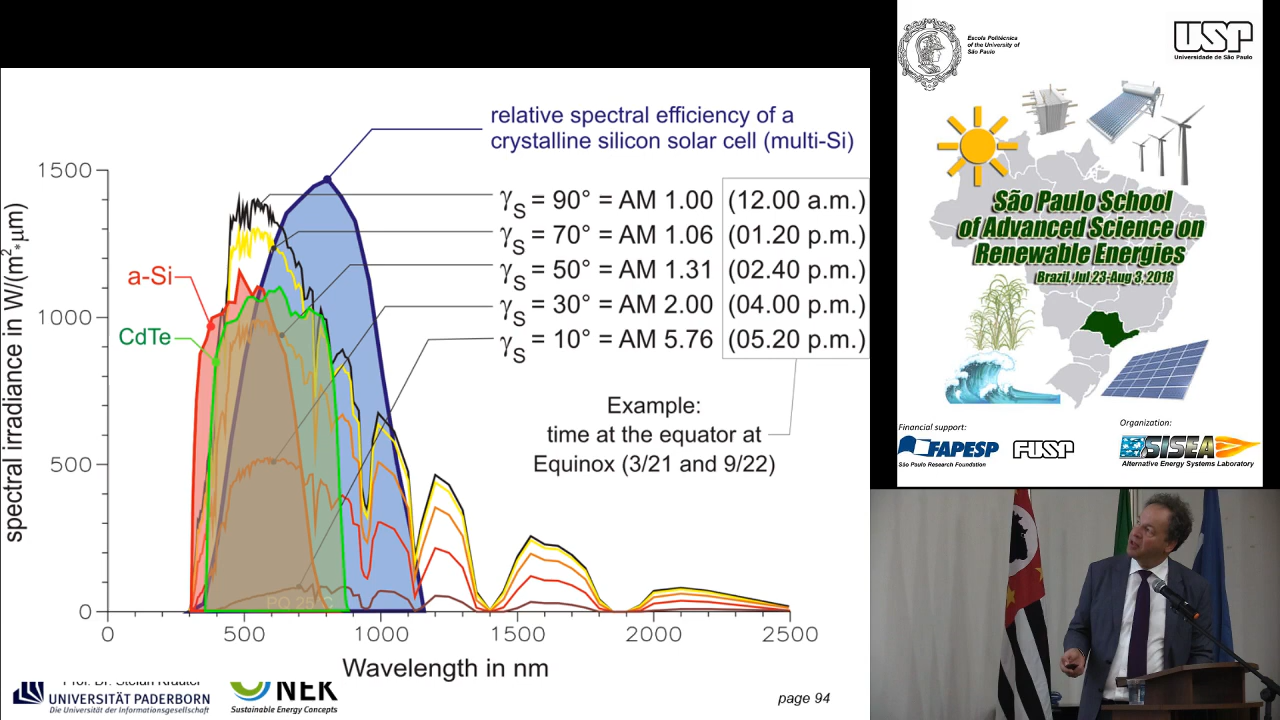 relative spectral efficiency of a
crystalline silicon solar cell (multi-Si)
1500
1000
500
0
spectral irradiance in W/(m²*µm)
a-Si
CdTe
γS = 90° = AM 1.00 (12.00 a.m.)
γS = 70° = AM 1.06 (01.20 p.m.)
γS = 50° = AM 1.31 (02.40 p.m.)
γS = 30° = AM 2.00 (04.00 p.m.)
γS = 10° = AM 5.76 (05.20 p.m.)
Example:
time at the equator at
Equinox (3/21 and 9/22)
PQ 25°C
0 500 1000 1500 2000 2500
Wavelength in nm
Prof. Dr. Stefan Krauter
UNIVERSITÄT PADERBORN
Die Universität der Informationsgesellschaft
NEK
Sustainable Energy Concepts
page 94
Escola Politécnica
of the University of
São Paulo
USP
Universidade de São Paulo
São Paulo School
of Advanced Science on
Renewable Energies
Brazil, Jul 23-Aug 3, 2018
Financial support:
FAPESP
São Paulo Research Foundation
FUSP
Organization:
SISEA
Alternative Energy Systems Laboratory